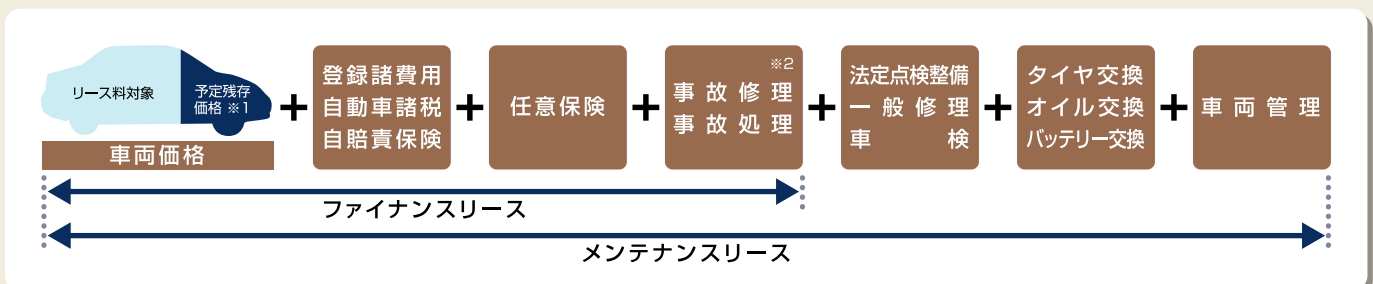 リース料対象
予定残存
価格 ※1
車両価格
+
登録諸費用
自動車諸税
自賠責保険
+
任意保険
+
※2
事故修理
事故処理
+
法定点検整備
一般修理
車検
+
タイヤ交換
オイル交換
バッテリー交換
+
車両管理
ファイナンスリース
メンテナンスリース